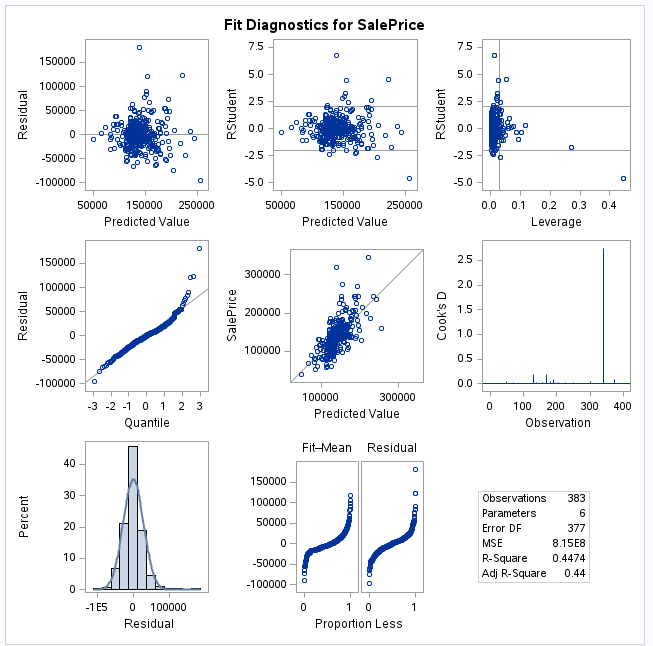 Fit Diagnostics for SalePrice
Residual
150000
100000
50000
0
-50000
-100000
50000 150000 250000
Predicted Value
RStudent
7.5
5.0
2.5
0.0
-2.5
-5.0
50000 150000 250000
Predicted Value
RStudent
7.5
5.0
2.5
0.0
-2.5
-5.0
0.0 0.1 0.2 0.3 0.4
Leverage
Residual
150000
100000
50000
0
-50000
-100000
-3 -2 -1 0 1 2 3
Quantile
SalePrice
300000
200000
100000
100000 300000
Predicted Value
Cook's D
2.5
2.0
1.5
1.0
0.5
0.0
0 100 200 300 400
Observation
Percent
40
30
20
10
0
-1E5 0 100000
Residual
Fit–Mean Residual
150000
100000
50000
0
-50000
-100000
0 1 0 1
Proportion Less
Observations 383
Parameters 6
Error DF 377
MSE 8.15E8
R-Square 0.4474
Adj R-Square 0.44